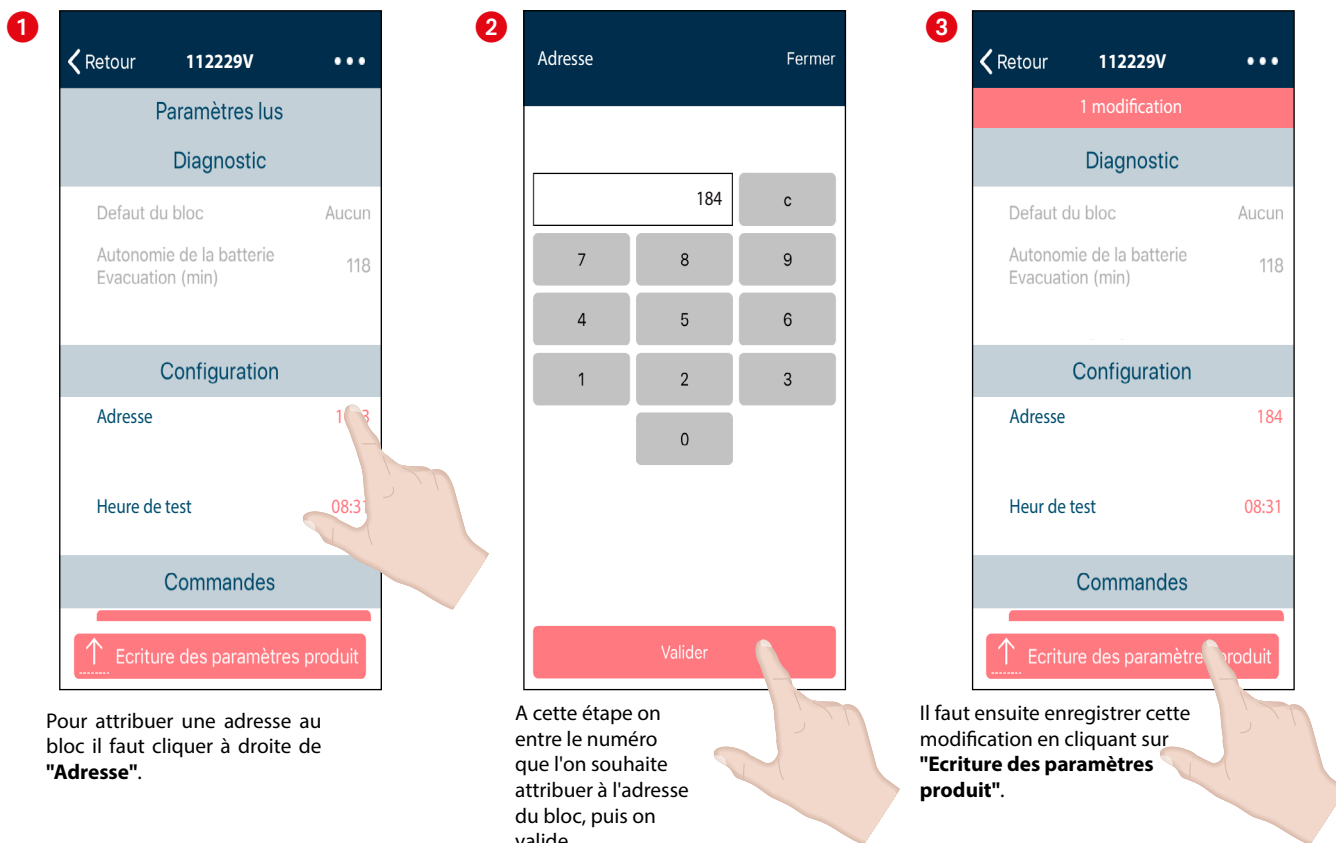 1
Retour 112229V •••
Paramètres lus
Diagnostic
Defaut du bloc Aucun
Autonomie de la batterie
Evacuation (min) 118
Configuration
Adresse
Heure de test 08:31
Commandes
Ecriture des paramètres produit
Pour attribuer une adresse au
bloc il faut cliquer à droite de
"Adresse".
2
Adresse Fermer
184 c
7 8 9
4 5 6
1 2 3
0
Valider
A cette étape on
entre le numéro
que l'on souhaite
attribuer à l'adresse
du bloc, puis on
valide
3
Retour 112229V •••
1 modification
Diagnostic
Defaut du bloc Aucun
Autonomie de la batterie
Evacuation (min) 118
Configuration
Adresse 184
Heur de test 08:31
Commandes
Ecriture des paramètre produit
Il faut ensuite enregistrer cette
modification en cliquant sur
"Ecriture des paramètres
produit".